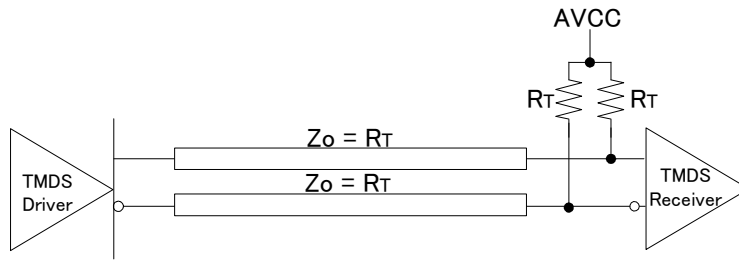 AVCC
RT
RT
Zo = RT
Zo = RT
TMDS
Driver
TMDS
Receiver